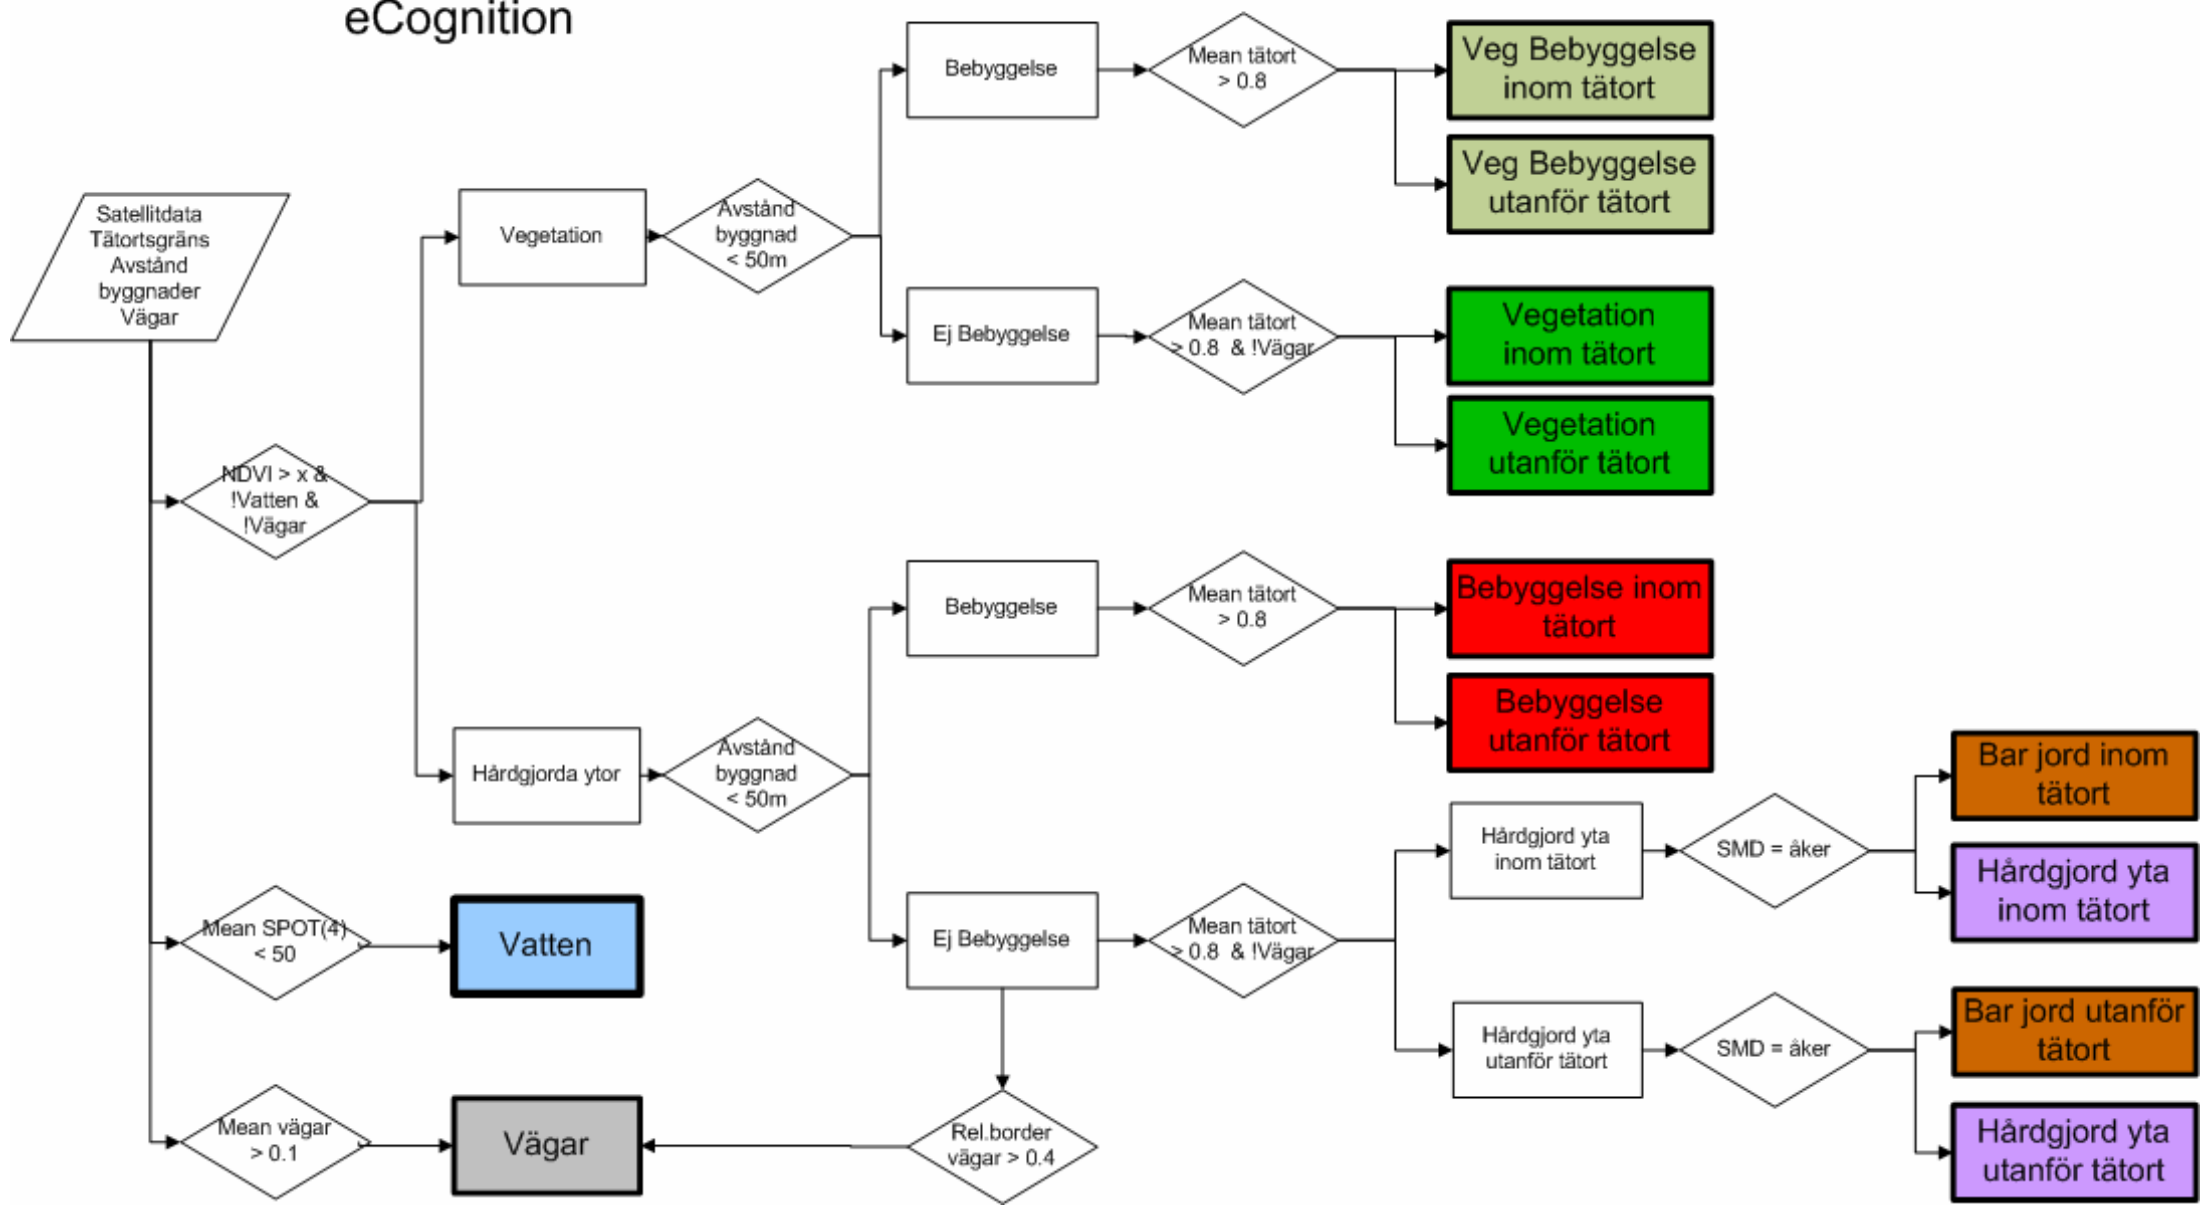 eCognition
Satellitdata
Tätortsgräns
Avstånd
byggnader
Vägar
NDVI > x &
!Vatten &
!Vägar
Vegetation
Avstånd
byggnad
< 50m
Bebyggelse
Mean tätort
> 0.8
Veg Bebyggelse
inom tätort
Veg Bebyggelse
utanför tätort
Ej Bebyggelse
Mean tätort
> 0.8 & !Vägar
Vegetation
inom tätort
Vegetation
utanför tätort
Hårdgjorda ytor
Avstånd
byggnad
< 50m
Bebyggelse
Mean tätort
> 0.8
Bebyggelse inom
tätort
Bebyggelse
utanför tätort
Ej Bebyggelse
Mean tätort
> 0.8 & !Vägar
Hårdgjord yta
inom tätort
SMD = åker
Bar jord inom
tätort
Hårdgjord yta
inom tätort
Hårdgjord yta
utanför tätort
SMD = åker
Bar jord utanför
tätort
Hårdgjord yta
utanför tätort
Mean SPOT(4)
< 50
Vatten
Mean vägar
> 0.1
Vägar
Rel.border
vägar > 0.4